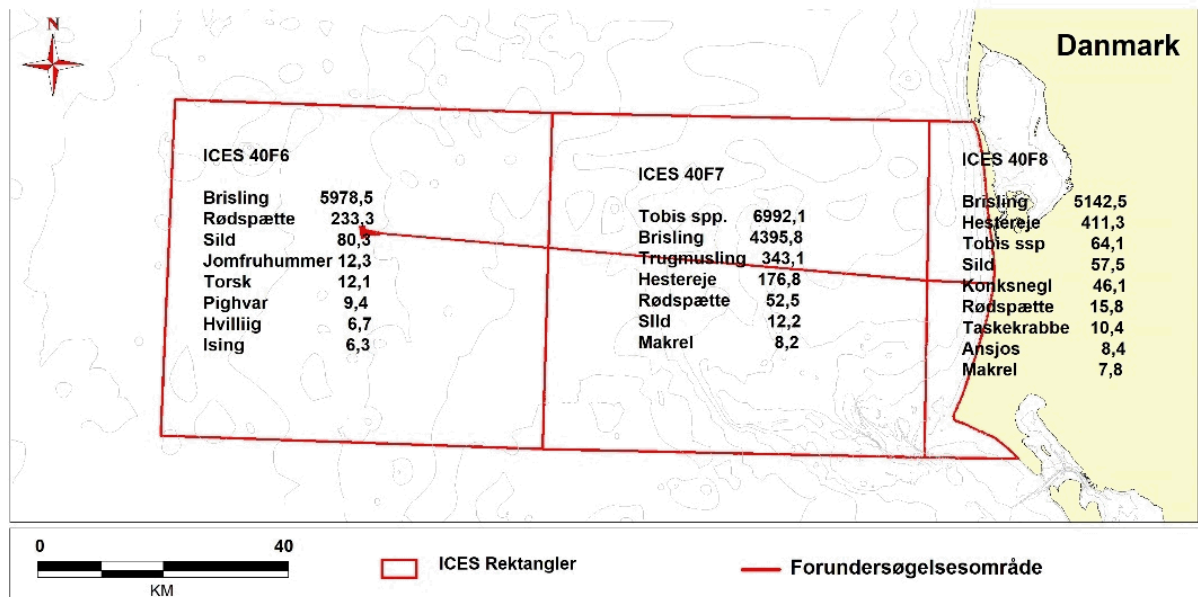 N
Danmark
ICES 40F6
Brisling 5978,5
Rødspætte 233,3
Sild 80,3
Jomfruhummer 12,3
Torsk 12,1
Pighvar 9,4
Hvilliig 6,7
Ising 6,3
ICES 40F7
Tobis spp. 6992,1
Brisling 4395,8
Trugmusling 343,1
Hestereje 176,8
Rødspætte 52,5
SIld 12,2
Makrel 8,2
ICES 40F8
Brisling 5142,5
Hestereje 411,3
Tobis ssp 64,1
Sild 57,5
Konksnegl 46,1
Rødspætte 15,8
Taskekrabbe 10,4
Ansjos 8,4
Makrel 7,8
0 40
KM
ICES Rektangler
Forundersøgelsesområde